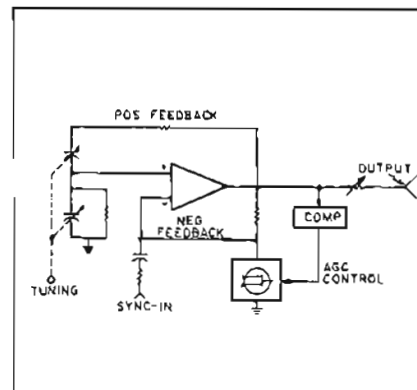 POS FEEDBACK
OUTPUT
+
-
NEG
FEEDBACK
COMP
AGC
CONTROL
TUNING
SYNC-IN